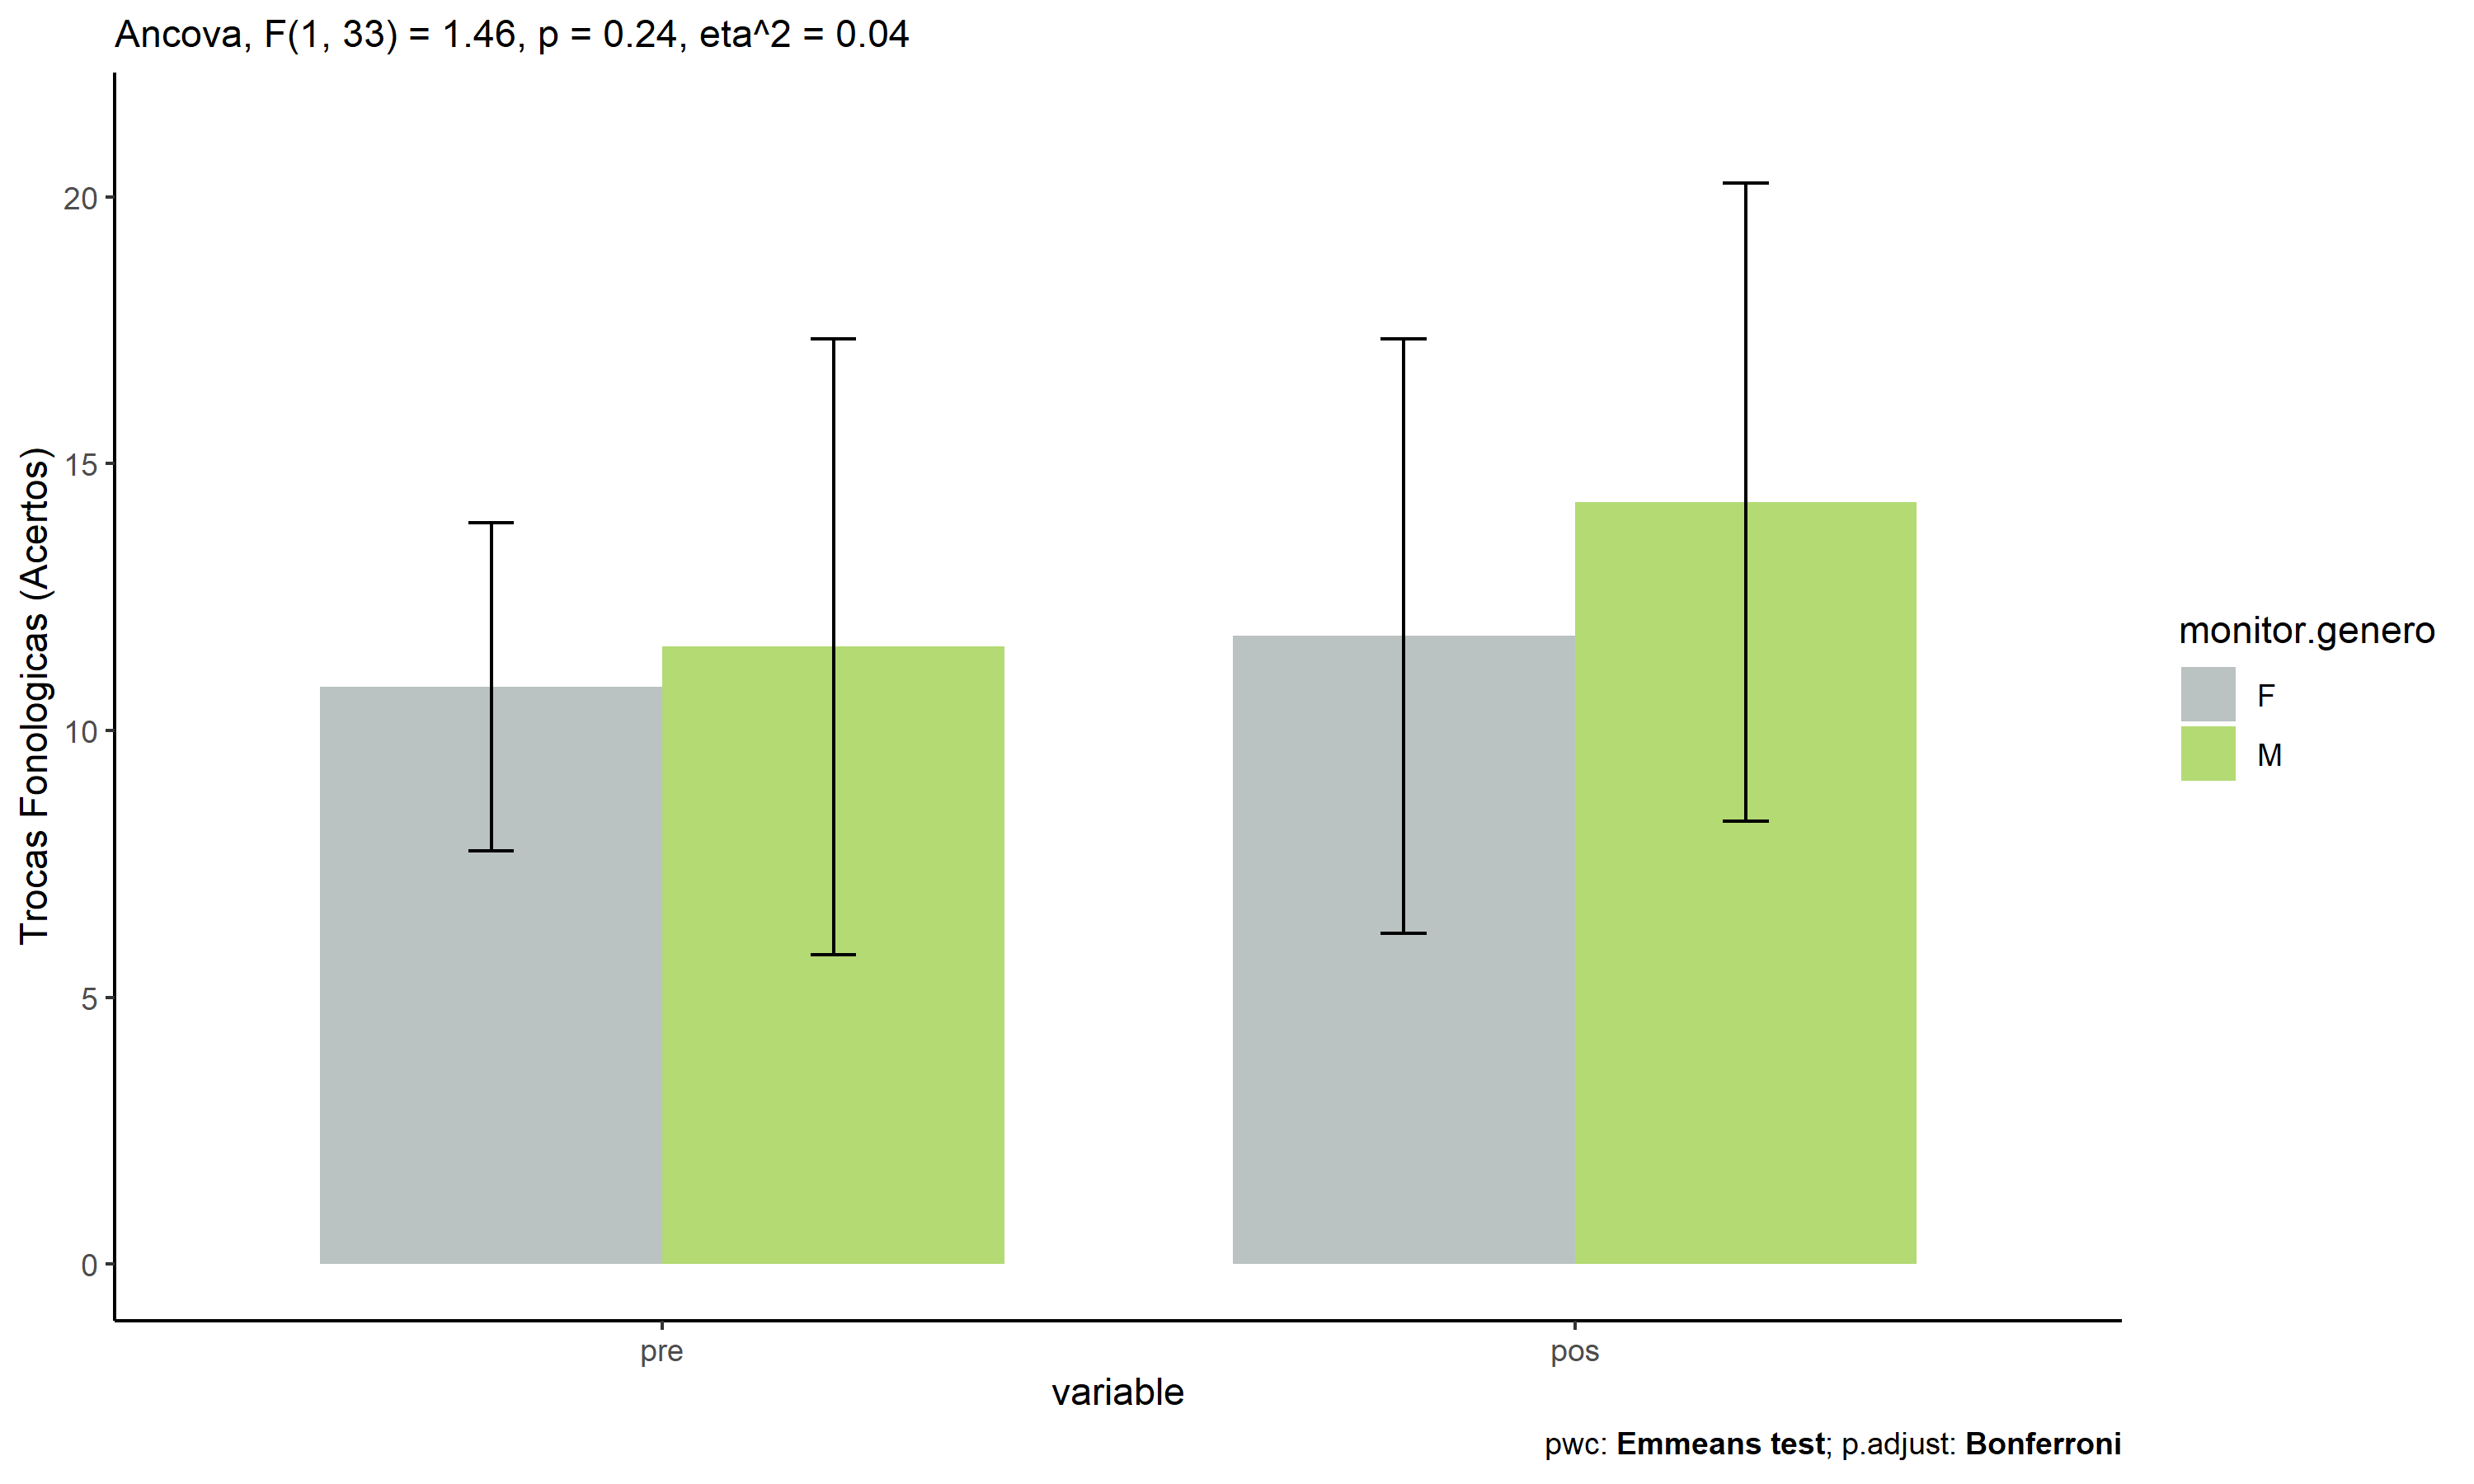 Ancova, F(1, 33) = 1.46, p = 0.24, eta^2 = 0.04
Trocas Fonologicas (Acertos)
20
15
10
5
0
pre
pos
variable
monitor.genero
F
M
pwc: Emmeans test; p.adjust: Bonferroni